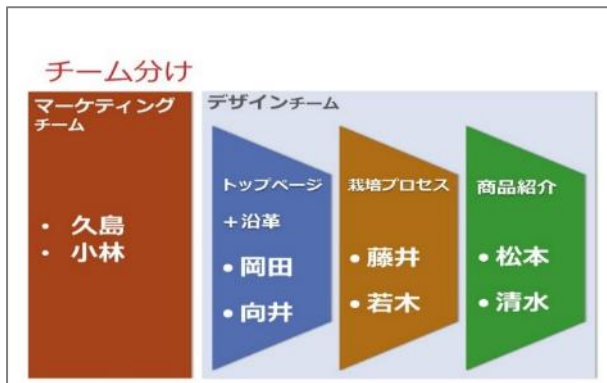 チーム分け
マーケティング
チーム
• 久島
• 小林
デザインチーム
トップページ
＋沿革
• 岡田
• 向井
栽培プロセス
• 藤井
• 若木
商品紹介
• 松本
• 清水